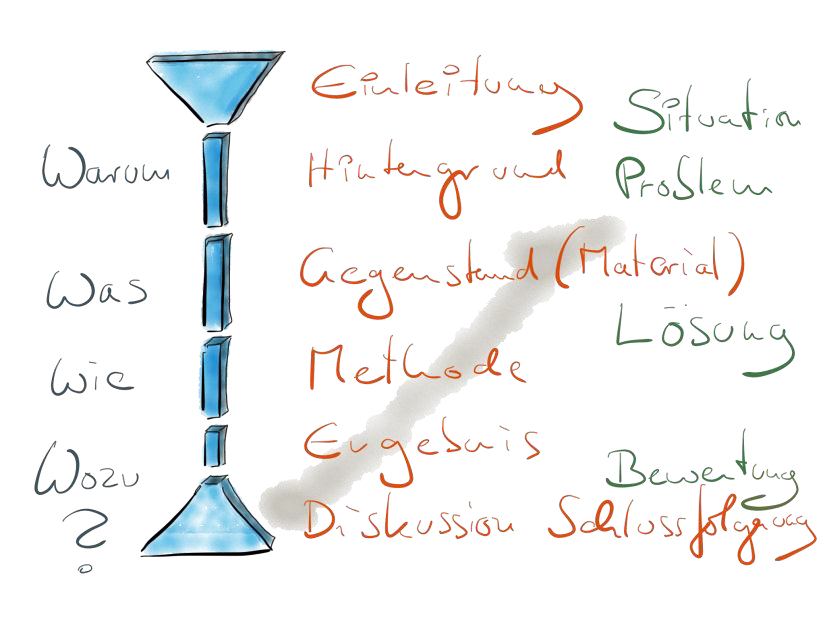 Einleitung
Situation
Warum
Hintergrund
Problem
Was
Gegenstand (Material)
Lösung
Wie
Methode
Ergebnis
Wozu
Bewertung
?
Diskussion Schlussfolgerung